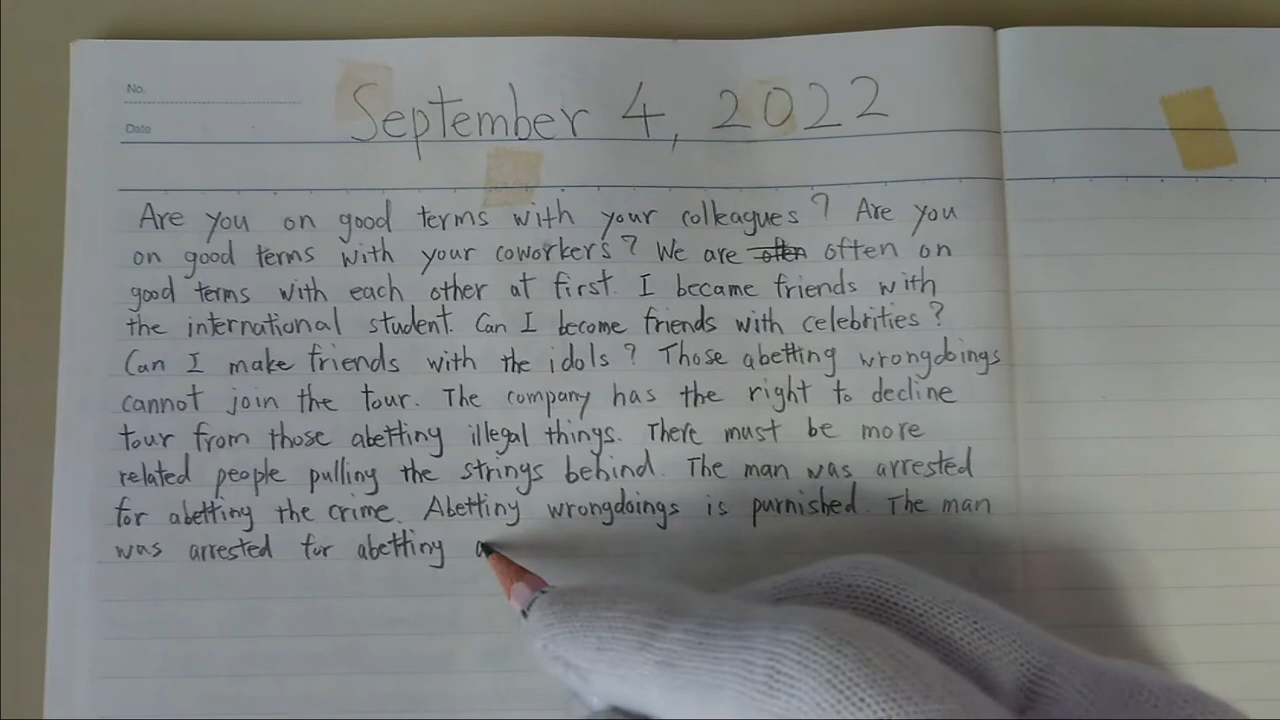 No.
Date
September 4, 2022
Are you on good terms with your colleagues? Are you
on good terms with your coworkers? We are often often on
good terms with each other at first. I became friends with
the international student. Can I become friends with celebrities?
Can I make friends with the idols? Those abetting wrongdoings
cannot join the tour. The company has the right to decline
tour from those abetting illegal things. There must be more
related people pulling the strings behind. The man was arrested
for abetting the crime. Abetting wrongdoings is purnished. The man
was arrested for abetting a